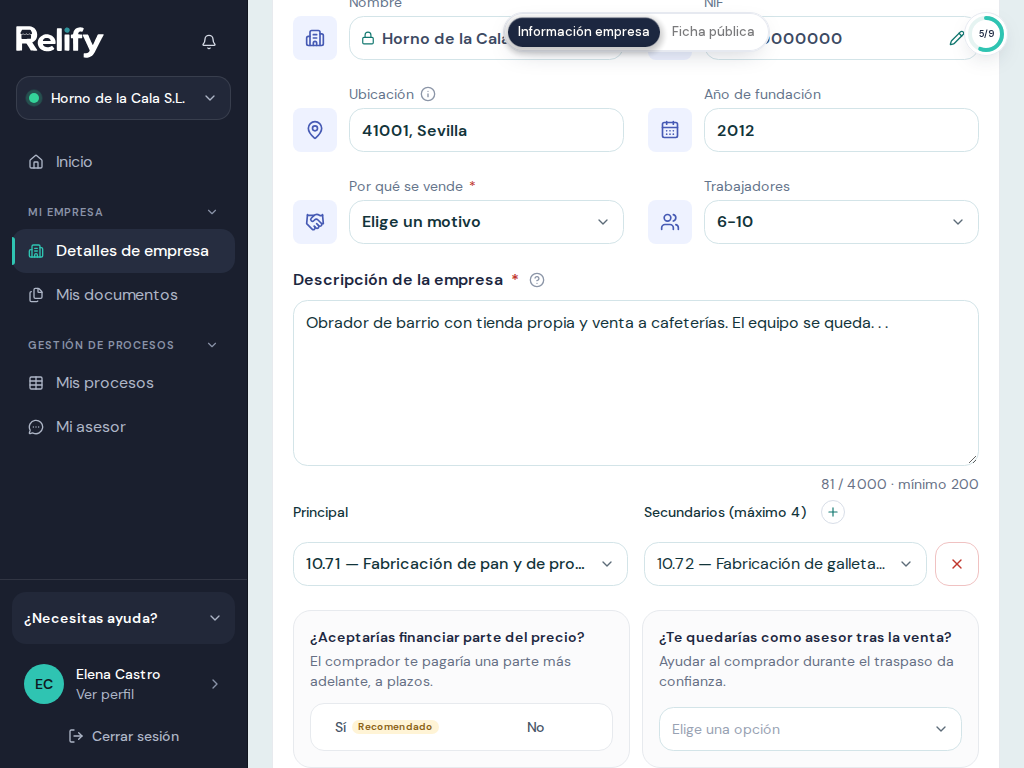 Relify
Horno de la Cala S.L.
Inicio
MI EMPRESA
Detalles de empresa
Mis documentos
GESTIÓN DE PROCESOS
Mis procesos
Mi asesor
¿Necesitas ayuda?
EC
Elena Castro
Ver perfil
Cerrar sesión
Información empresa
Ficha pública
5/9
Nombre
NIF
Horno de la
Ubicación
Año de fundación
41001, Sevilla
2012
Por qué se vende *
Trabajadores
Elige un motivo
6-10
Descripción de la empresa *
Obrador de barrio con tienda propia y venta a cafeterías. El equipo se queda. . .
81 / 4000 · mínimo 200
Principal
Secundarios (máximo 4)
10.71 — Fabricación de pan y de pro...
10.72 — Fabricación de galleta...
¿Aceptarías financiar parte del precio?
El comprador te pagaría una parte más
adelante, a plazos.
Sí Recomendado
No
¿Te quedarías como asesor tras la venta?
Ayudar al comprador durante el traspaso da
confianza.
Elige una opción